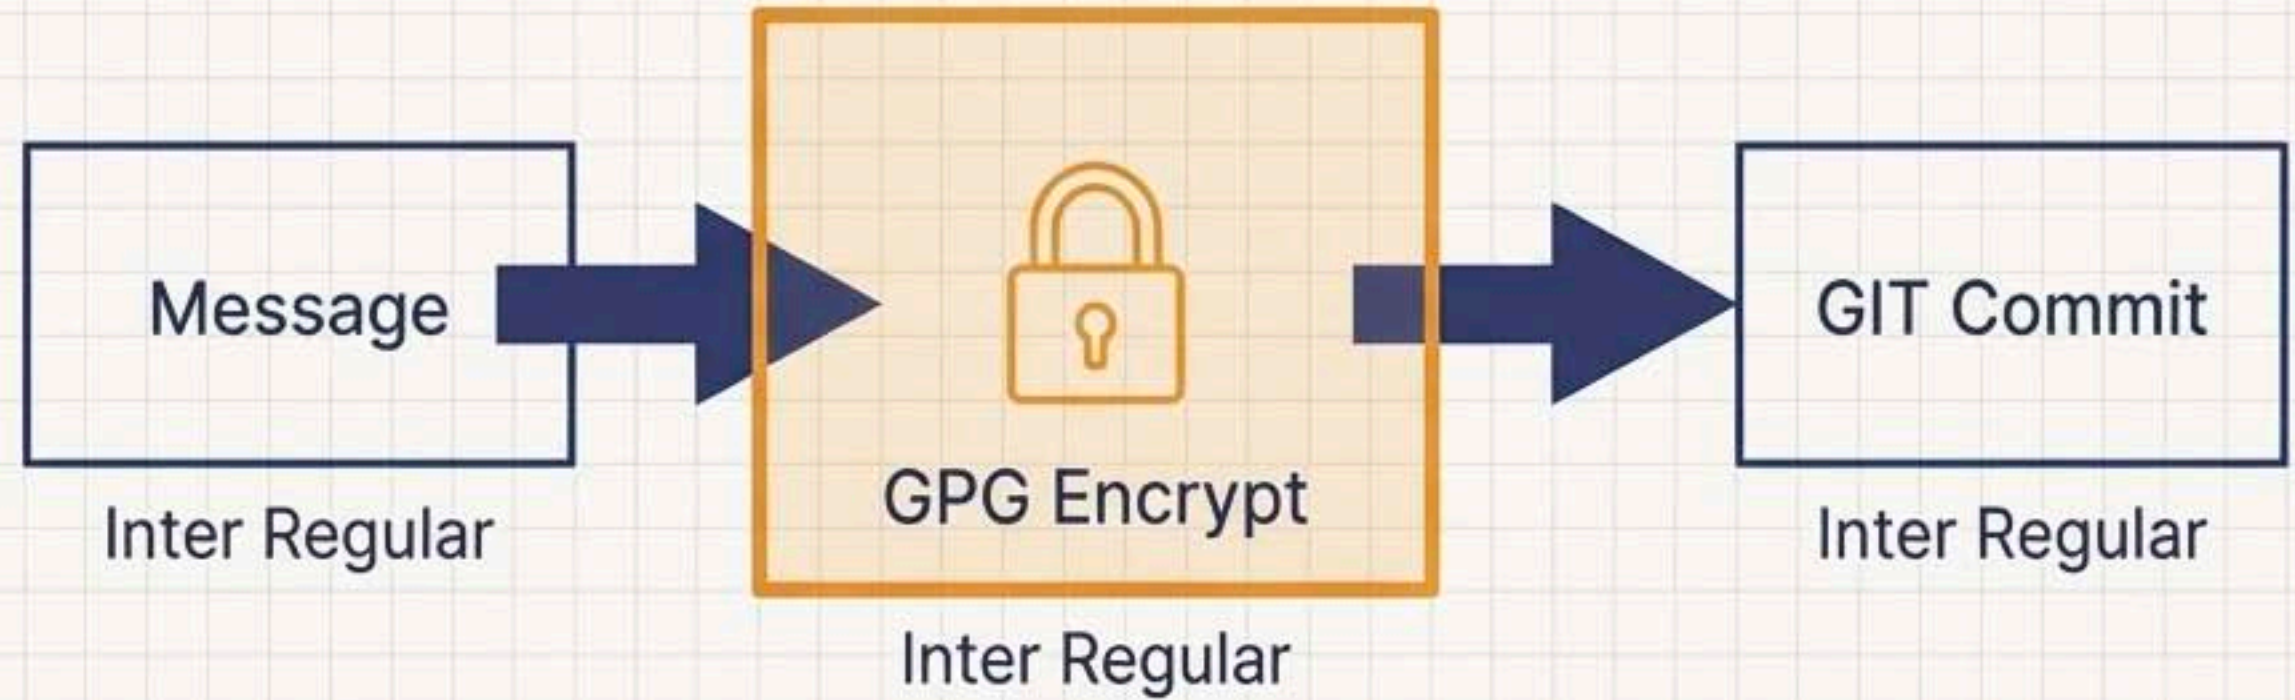 Message
Inter Regular
GPG Encrypt
Inter Regular
GIT Commit
Inter Regular